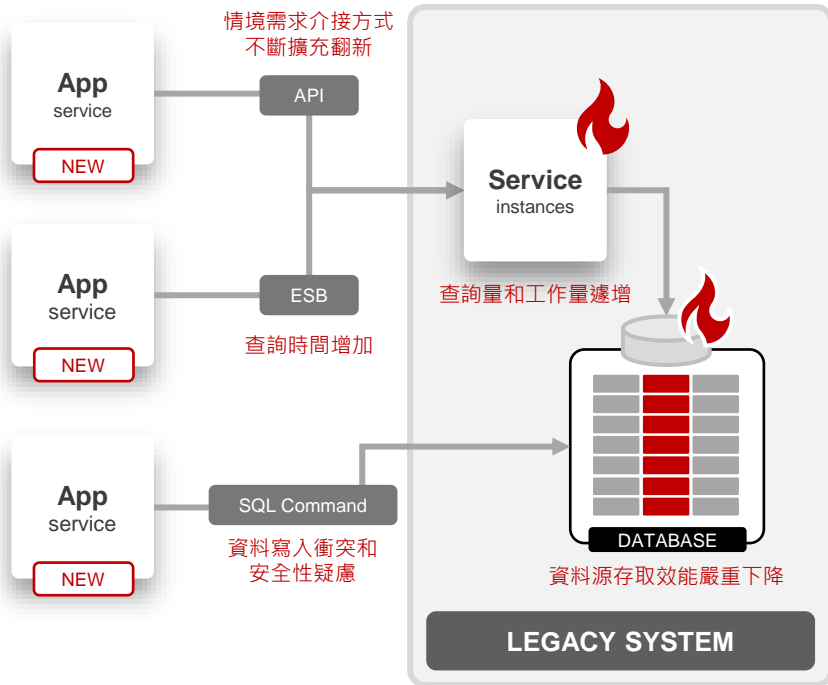 情境需求介接方式
不斷擴充翻新
App
service
NEW
API
Service
instances
App
service
NEW
ESB
查詢時間增加
查詢量和工作量遽增
App
service
NEW
SQL Command
資料寫入衝突和
安全性疑慮
DATABASE
資料源存取效能嚴重下降
LEGACY SYSTEM